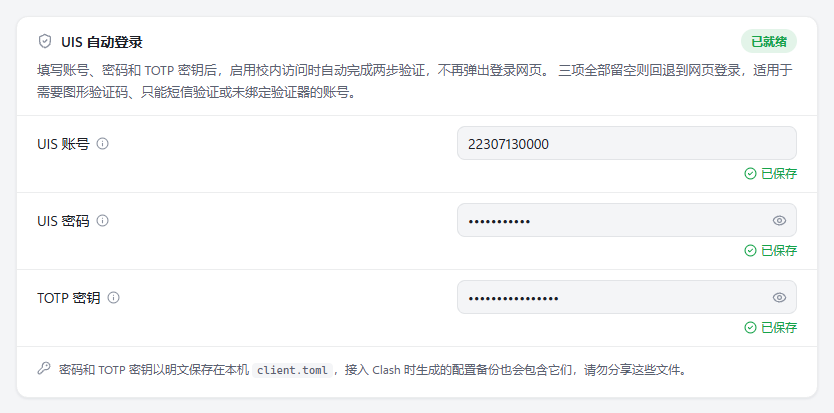 UIS 自动登录
已就绪
填写账号、密码和 TOTP 密钥后，启用校内访问时自动完成两步验证，不再弹出登录网页。 三项全部留空则回退到网页登录，适用于
需要图形验证码、只能短信验证或未绑定验证器的账号。
UIS 账号
22307130000
已保存
UIS 密码
•••••••••••
已保存
TOTP 密钥
••••••••••••••••
已保存
密码和 TOTP 密钥以明文保存在本机 client.toml，接入 Clash 时生成的配置备份也会包含它们，请勿分享这些文件。